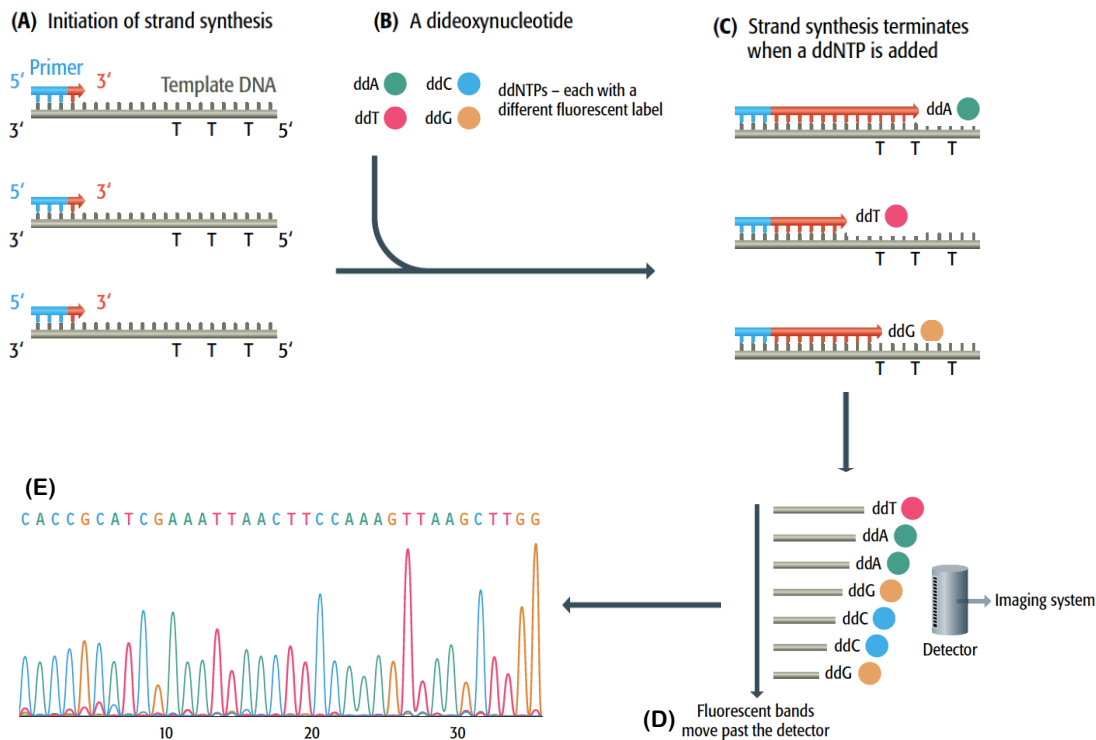 (A) Initiation of strand synthesis
5′ Primer 3′ Template DNA
3′ T T T 5′
5′ 3′
3′ T T T 5′
5′ 3′
3′ T T T 5′
(B) A dideoxynucleotide
ddA ddC
ddT ddG
ddNTPs – each with a
different fluorescent label
(C) Strand synthesis terminates
when a ddNTP is added
ddA
T T T
ddT
T T T
ddG
T T T
ddT
ddA
ddA
ddG
ddC
ddC
ddG
Detector
Imaging system
(D) Fluorescent bands
move past the detector
(E)
CACCGCATCGAAATTAACTTCCAAAGTTAAGCTTGG
10 20 30